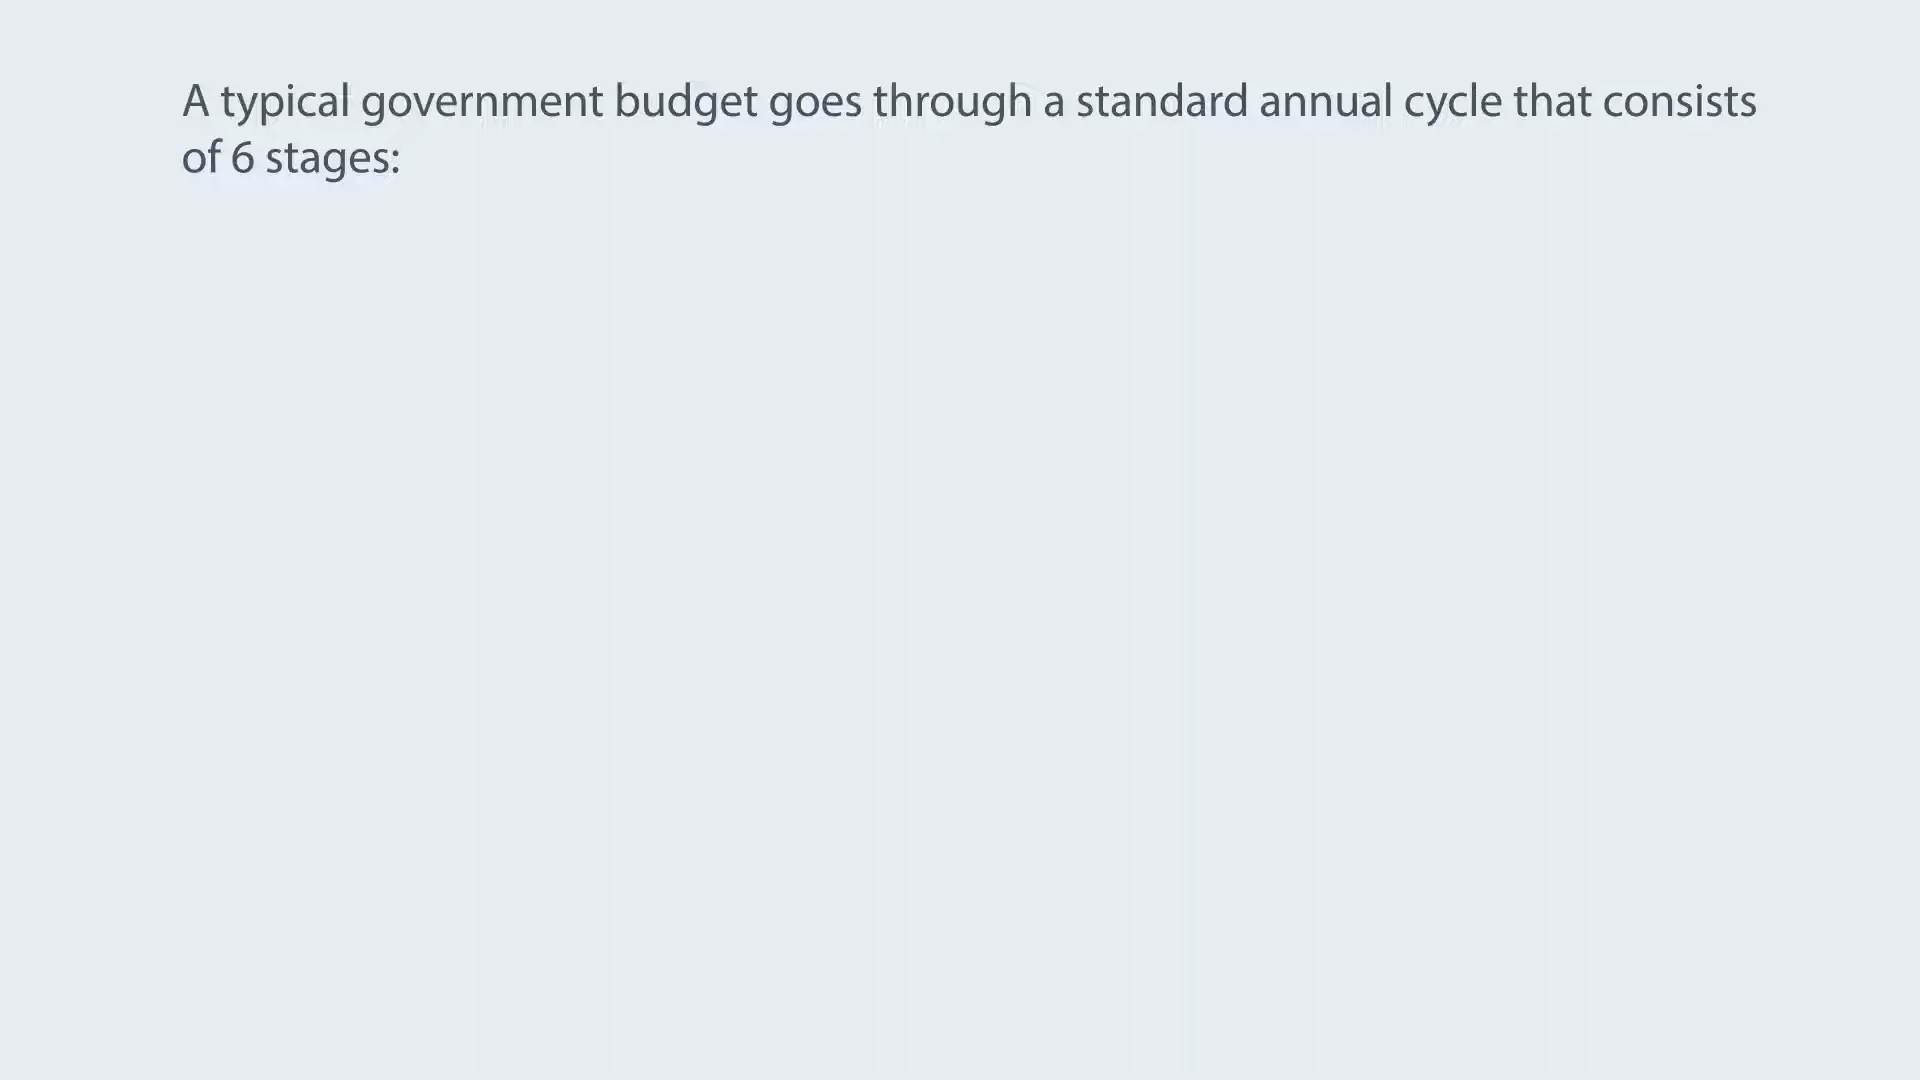 A typical government budget goes through a standard annual cycle that consists
of 6 stages: